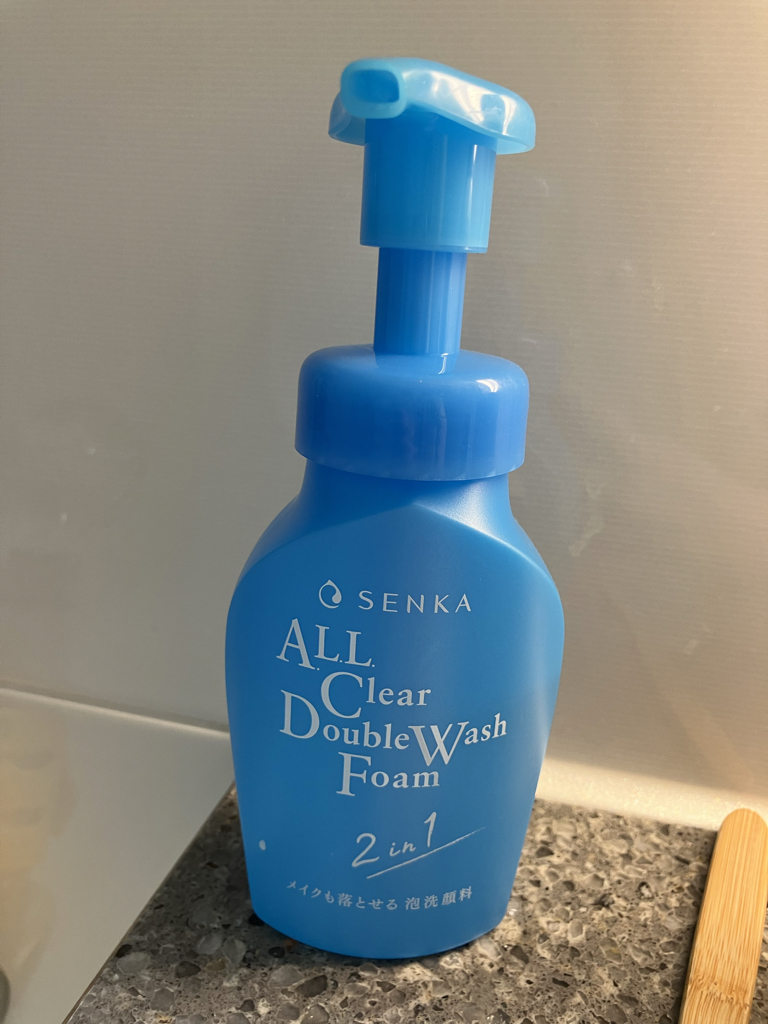 SENKA
A.L.L.
Clear
Double Wash
Foam
2 in 1
メイクも落とせる 泡洗顔料